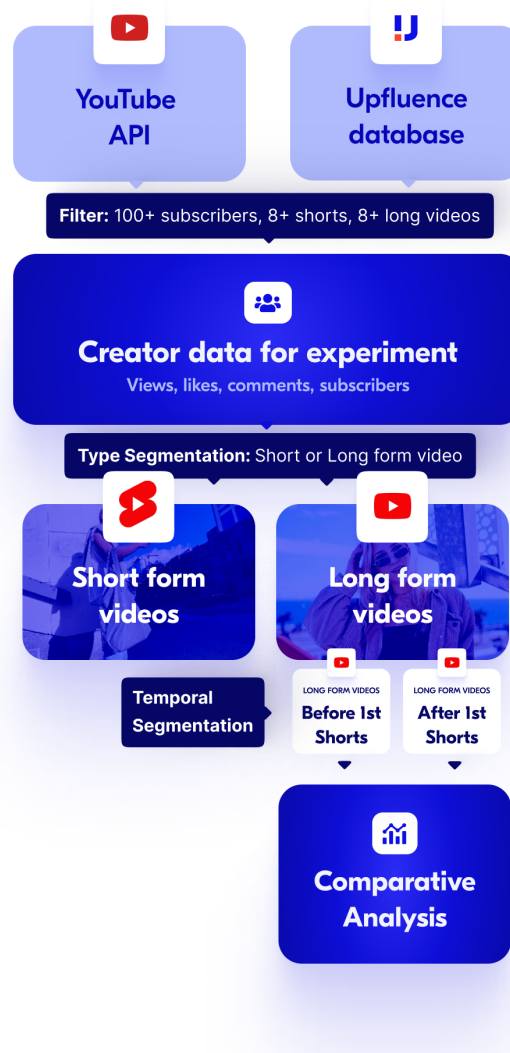 YouTube
API
Upfluence
database
Filter: 100+ subscribers, 8+ shorts, 8+ long videos
Creator data for experiment
Views, likes, comments, subscribers
Type Segmentation: Short or Long form video
Short form
videos
Long form
videos
Temporal
Segmentation
LONG FORM VIDEOS
Before 1st
Shorts
LONG FORM VIDEOS
After 1st
Shorts
Comparative
Analysis